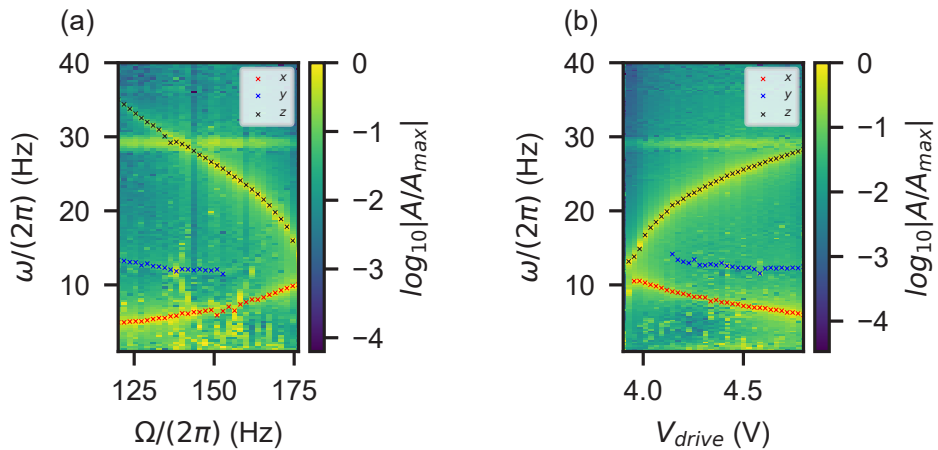 (a)
40
30
20
10
ω/(2π) (Hz)
125 150 175
Ω/(2π) (Hz)
x
y
z
0
−1
−2
−3
−4
log₁₀|A/Aₘₐₓ|
(b)
40
30
20
10
ω/(2π) (Hz)
4.0 4.5
V_drive (V)
x
y
z
0
−1
−2
−3
−4
log₁₀|A/Aₘₐₓ|